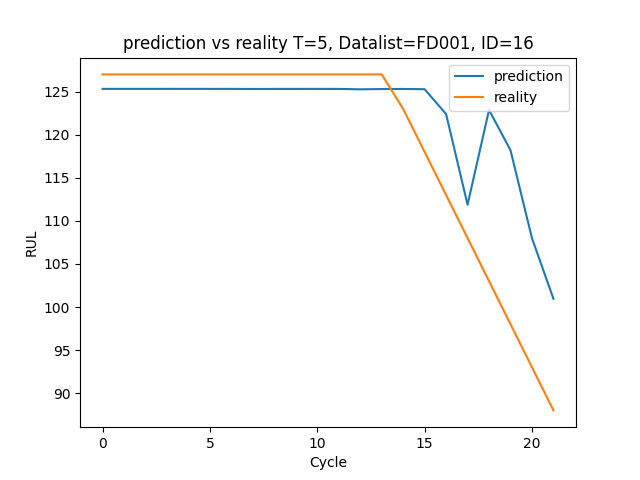 prediction vs reality T=5, Datalist=FD001, ID=16
prediction
reality
125
120
115
110
105
100
95
90
RUL
0 5 10 15 20
Cycle